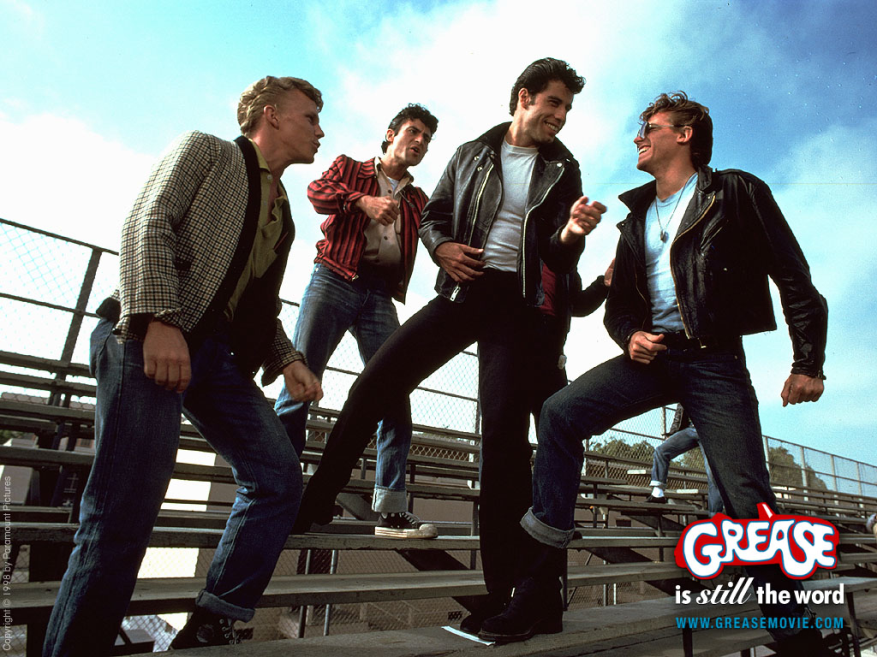 GREASE
is still the word
WWW.GREASEMOVIE.COM
Copyright © 1998 by Paramount Pictures